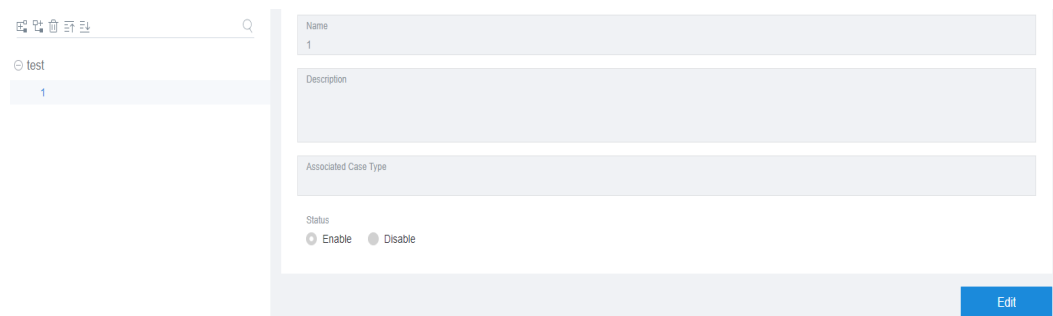 test
1
Name
1
Description
Associated Case Type
Status
Enable Disable
Edit